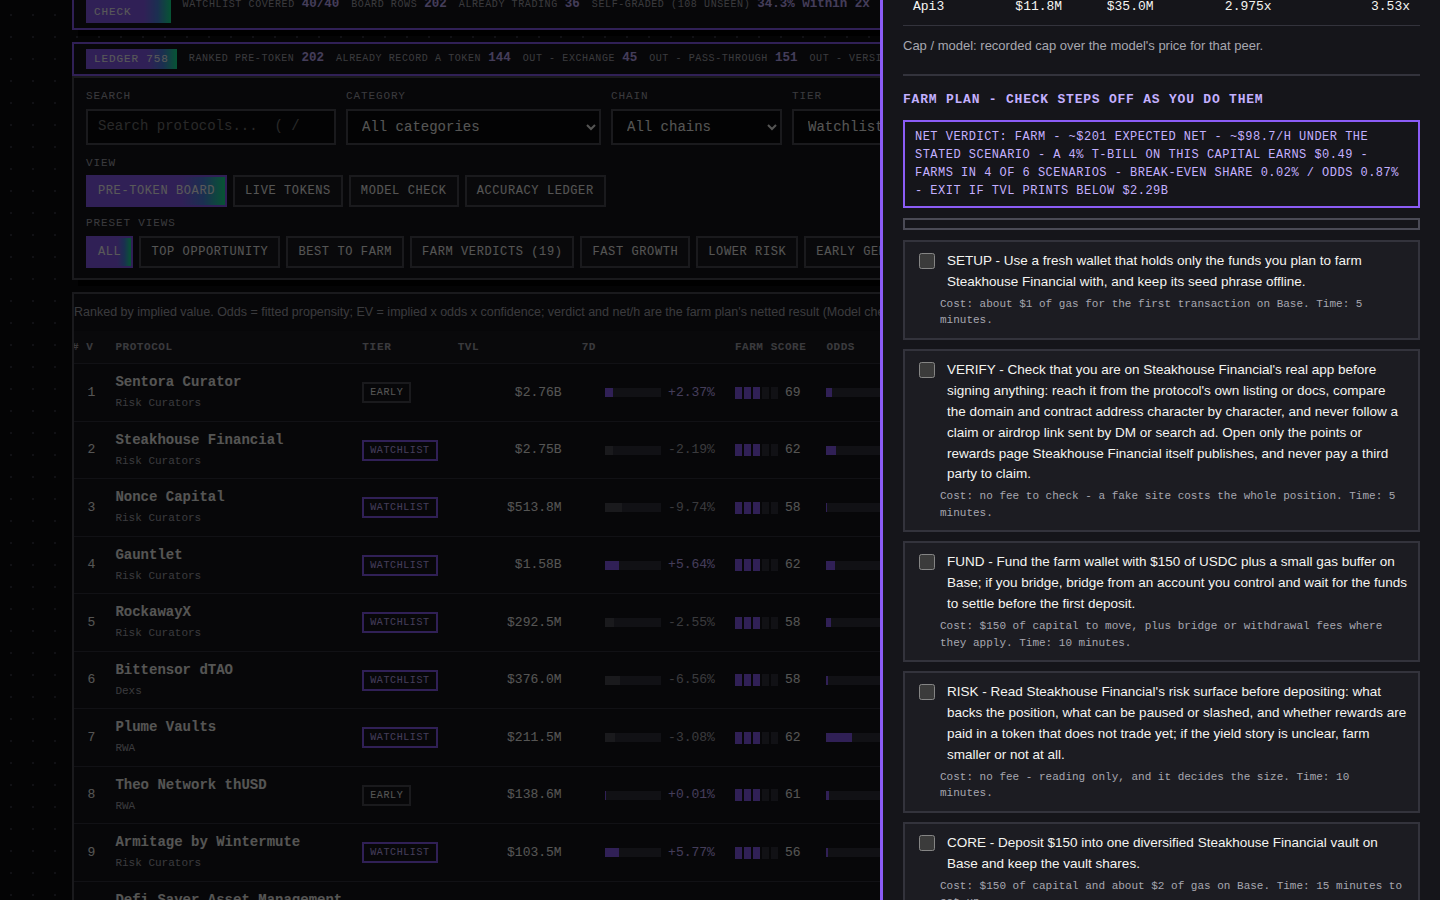 CHECK WATCHLIST COVERED 40/40 BOARD ROWS 202 ALREADY TRADING 36 SELF-GRADED (108 UNSEEN) 34.3% within 2x
LEDGER 758 RANKED PRE-TOKEN 202 ALREADY RECORD A TOKEN 144 OUT - EXCHANGE 45 OUT - PASS-THROUGH 151 OUT - VERSI
SEARCH CATEGORY CHAIN TIER
Search protocols... ( / All categories All chains Watchlist
VIEW
PRE-TOKEN BOARD LIVE TOKENS MODEL CHECK ACCURACY LEDGER
PRESET VIEWS
ALL TOP OPPORTUNITY BEST TO FARM FARM VERDICTS (19) FAST GROWTH LOWER RISK EARLY GE
Ranked by implied value. Odds = fitted propensity; EV = implied x odds x confidence; verdict and net/h are the farm plan's netted result (Model che
# V PROTOCOL TIER TVL 7D FARM SCORE ODDS
1 Sentora Curator EARLY $2.76B +2.37% 69
Risk Curators
2 Steakhouse Financial WATCHLIST $2.75B -2.19% 62
Risk Curators
3 Nonce Capital WATCHLIST $513.8M -9.74% 58
Risk Curators
4 Gauntlet WATCHLIST $1.58B +5.64% 62
Risk Curators
5 RockawayX WATCHLIST $292.5M -2.55% 58
Risk Curators
6 Bittensor dTAO WATCHLIST $376.0M -6.56% 58
Dexs
7 Plume Vaults WATCHLIST $211.5M -3.08% 62
RWA
8 Theo Network thUSD EARLY $138.6M +0.01% 61
RWA
9 Armitage by Wintermute WATCHLIST $103.5M +5.77% 56
Risk Curators
Defi Saver Asset Management
Api3 $11.8M $35.0M 2.975x 3.53x
Cap / model: recorded cap over the model's price for that peer.
FARM PLAN - CHECK STEPS OFF AS YOU DO THEM
NET VERDICT: FARM - ~$201 EXPECTED NET - ~$98.7/H UNDER THE
STATED SCENARIO - A 4% T-BILL ON THIS CAPITAL EARNS $0.49 -
FARMS IN 4 OF 6 SCENARIOS - BREAK-EVEN SHARE 0.02% / ODDS 0.87%
- EXIT IF TVL PRINTS BELOW $2.29B
SETUP - Use a fresh wallet that holds only the funds you plan to farm
Steakhouse Financial with, and keep its seed phrase offline.
Cost: about $1 of gas for the first transaction on Base. Time: 5
minutes.
VERIFY - Check that you are on Steakhouse Financial's real app before
signing anything: reach it from the protocol's own listing or docs, compare
the domain and contract address character by character, and never follow a
claim or airdrop link sent by DM or search ad. Open only the points or
rewards page Steakhouse Financial itself publishes, and never pay a third
party to claim.
Cost: no fee to check - a fake site costs the whole position. Time: 5
minutes.
FUND - Fund the farm wallet with $150 of USDC plus a small gas buffer on
Base; if you bridge, bridge from an account you control and wait for the funds
to settle before the first deposit.
Cost: $150 of capital to move, plus bridge or withdrawal fees where
they apply. Time: 10 minutes.
RISK - Read Steakhouse Financial's risk surface before depositing: what
backs the position, what can be paused or slashed, and whether rewards are
paid in a token that does not trade yet; if the yield story is unclear, farm
smaller or not at all.
Cost: no fee - reading only, and it decides the size. Time: 10
minutes.
CORE - Deposit $150 into one diversified Steakhouse Financial vault on
Base and keep the vault shares.
Cost: $150 of capital and about $2 of gas on Base. Time: 15 minutes to